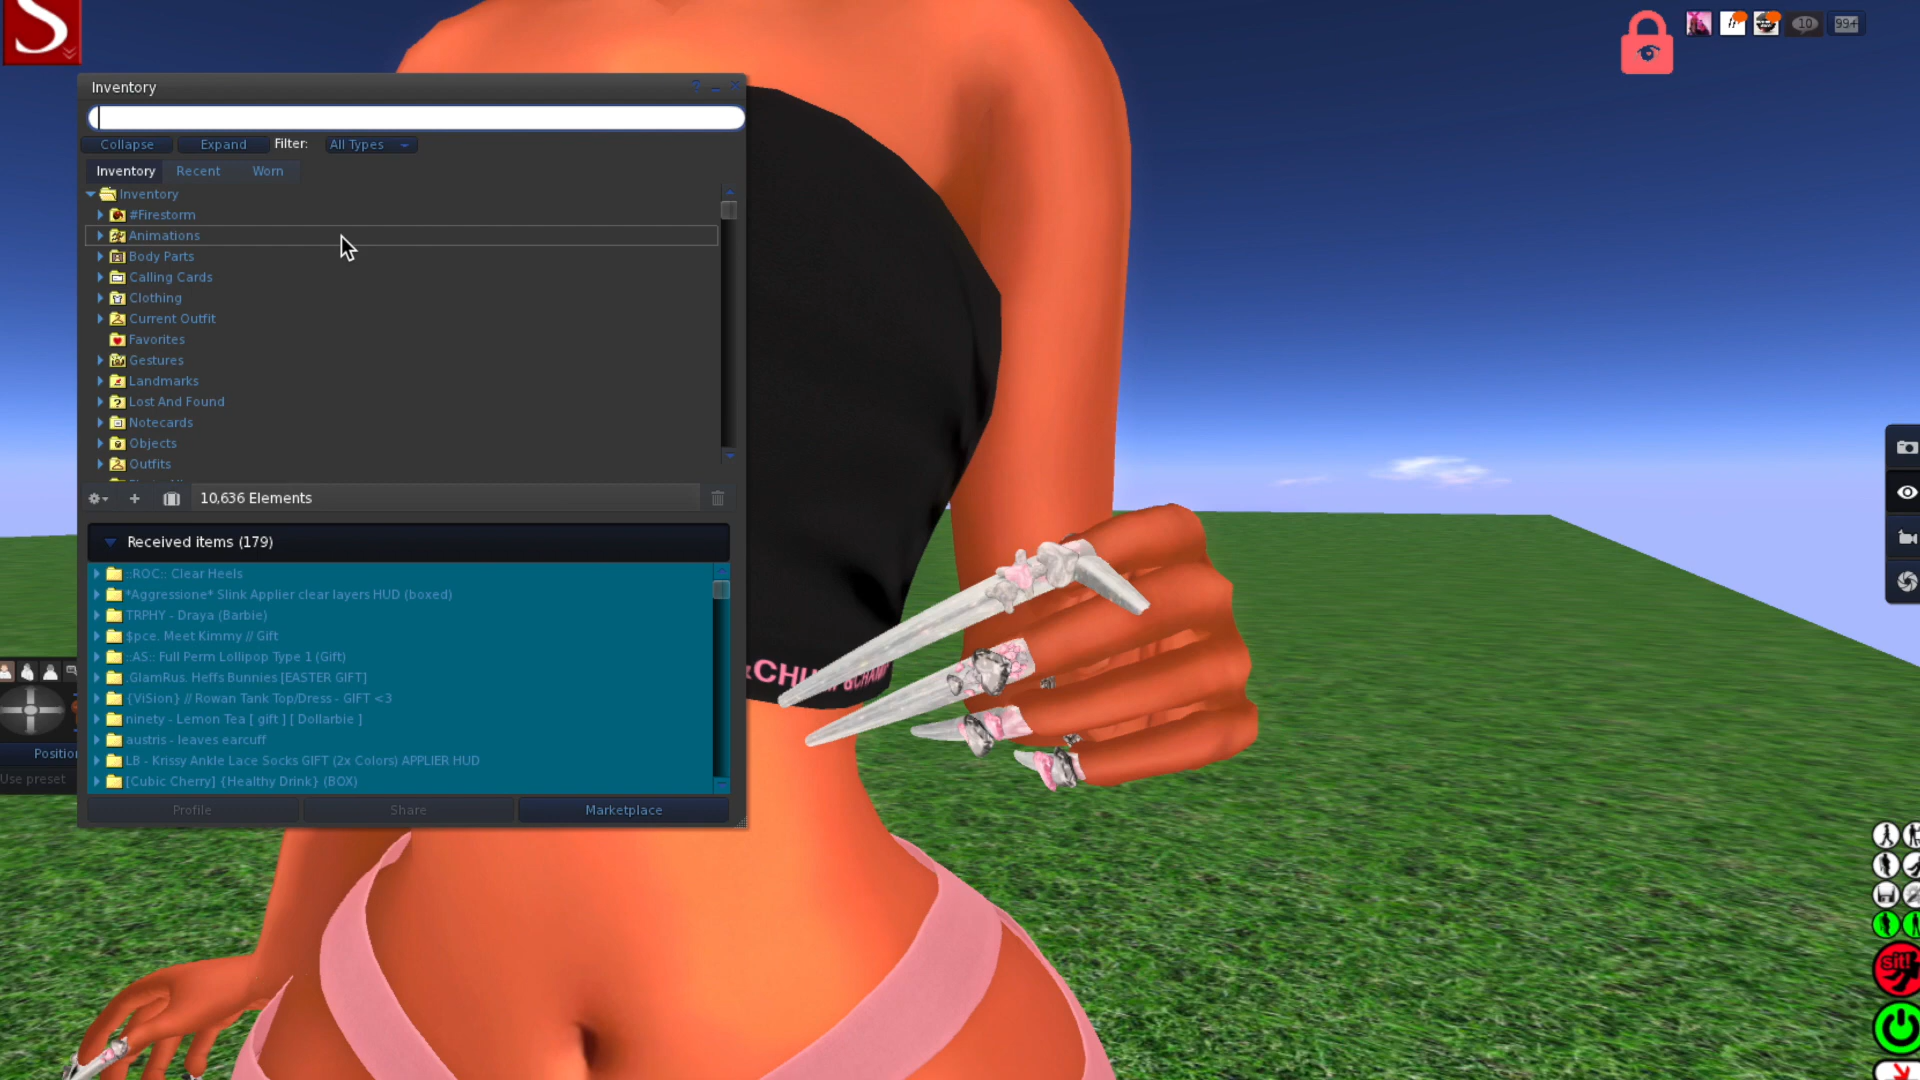 S
10
99+
Inventory
Collapse Expand Filter: All Types
Inventory Recent Worn
Inventory
#Firestorm
Animations
Body Parts
Calling Cards
Clothing
Current Outfit
Favorites
Gestures
Landmarks
Lost And Found
Notecards
Objects
Outfits
10,636 Elements
Received items (179)
::ROC:: Clear Heels
*Aggressione* Slink Applier clear layers HUD (boxed)
TRPHY - Draya (Barbie)
$pce. Meet Kimmy // Gift
::AS:: Full Perm Lollipop Type 1 (Gift)
.GlamRus. Heffs Bunnies [EASTER GIFT]
{ViSion} // Rowan Tank Top/Dress - GIFT <3
ninety - Lemon Tea [ gift ] [ Dollarbie ]
austris - leaves earcuff
LB - Krissy Ankle Lace Socks GIFT (2x Colors) APPLIER HUD
[Cubic Cherry] {Healthy Drink} (BOX)
Profile Share Marketplace
Position
Use preset
sit!